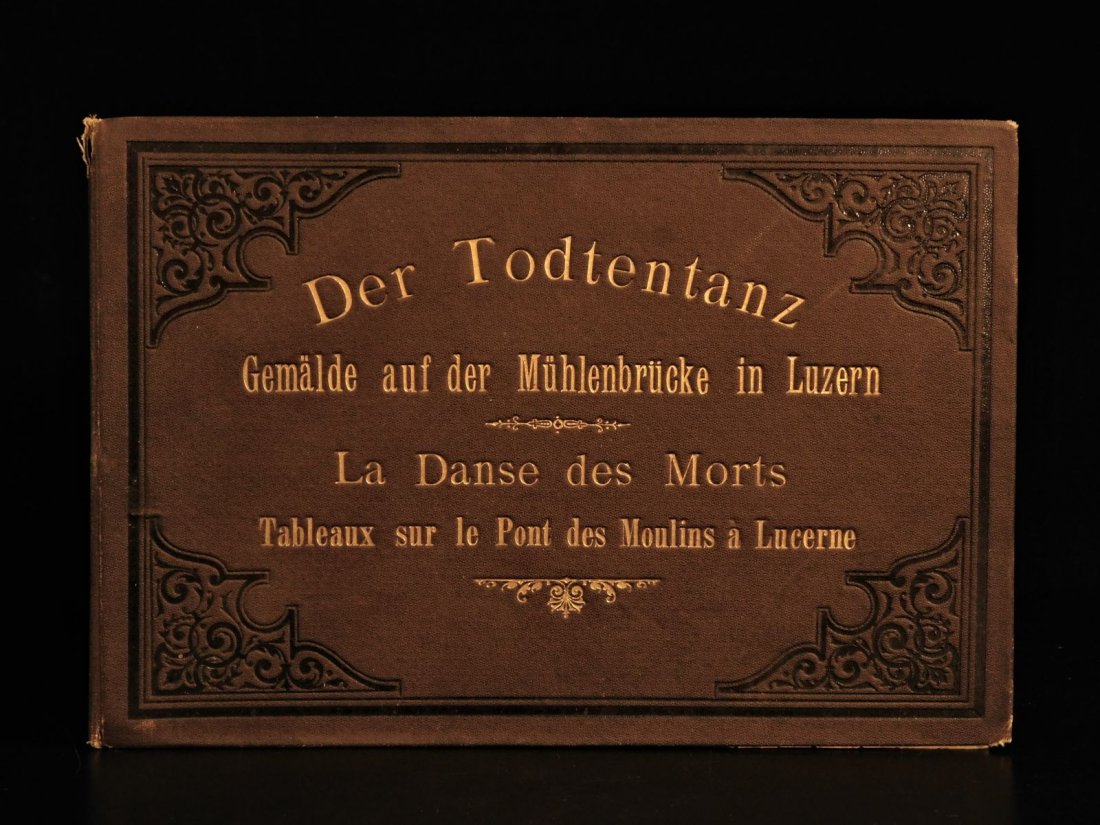 Der Todtentanz
Gemälde auf der Mühlenbrücke in Luzern
La Danse des Morts
Tableaux sur le Pont des Moulins à Lucerne